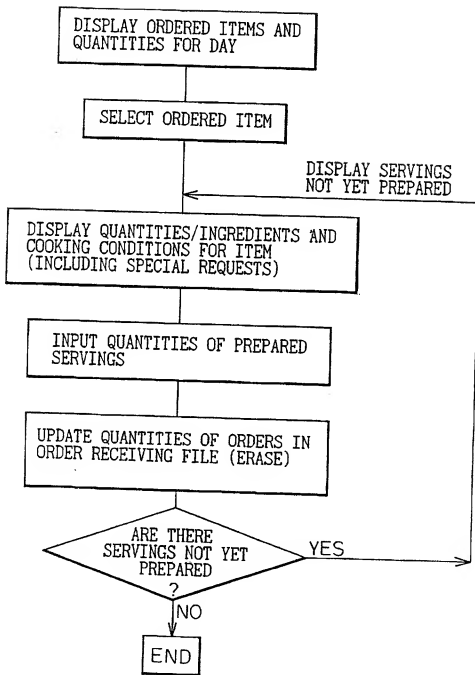 DISPLAY ORDERED ITEMS AND
QUANTITIES FOR DAY
SELECT ORDERED ITEM
DISPLAY SERVINGS
NOT YET PREPARED
DISPLAY QUANTITIES/INGREDIENTS AND
COOKING CONDITIONS FOR ITEM
(INCLUDING SPECIAL REQUESTS)
INPUT QUANTITIES OF PREPARED
SERVINGS
UPDATE QUANTITIES OF ORDERS IN
ORDER RECEIVING FILE (ERASE)
ARE THERE
SERVINGS NOT YET
PREPARED
?
YES
NO
END